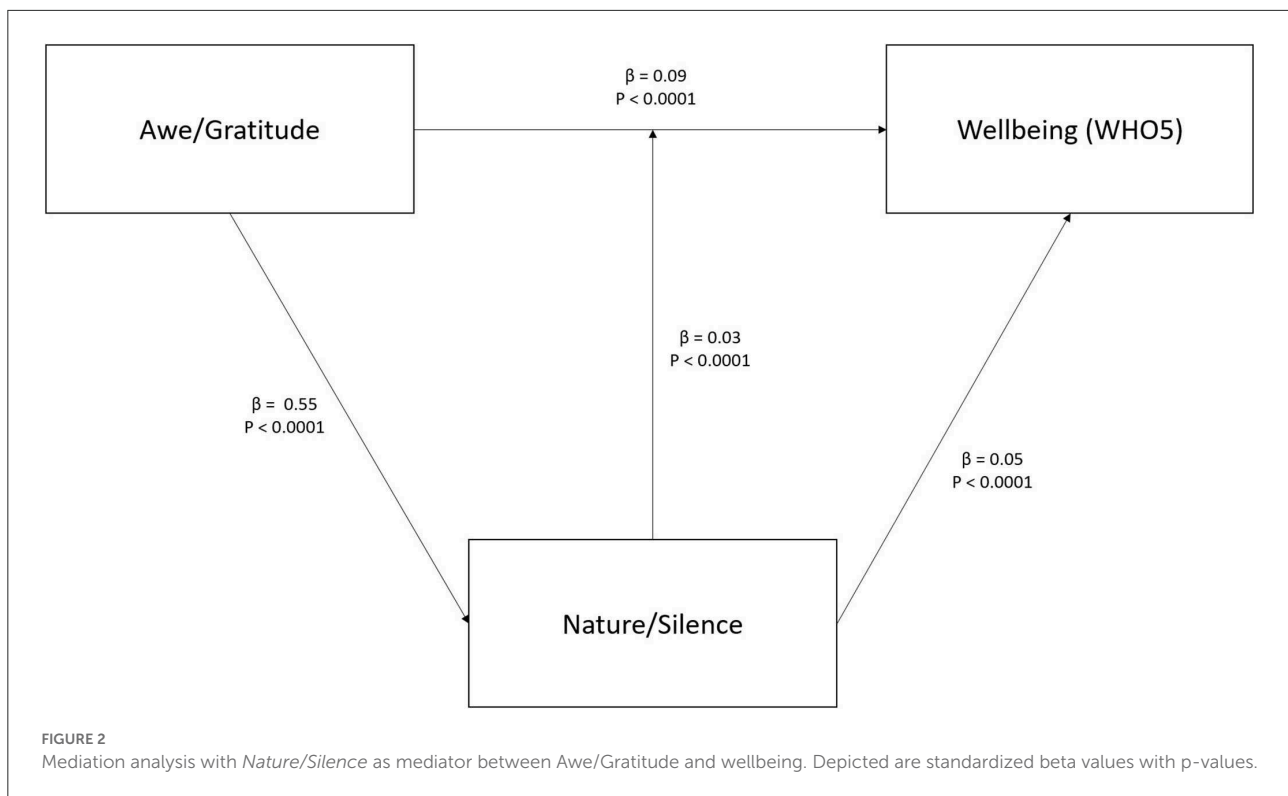 β = 0.09
P < 0.0001
Awe/Gratitude
Wellbeing (WHO5)
β = 0.03
P < 0.0001
β =  0.55
P < 0.0001
β = 0.05
P < 0.0001
Nature/Silence
FIGURE 2
Mediation analysis with Nature/Silence as mediator between Awe/Gratitude and wellbeing. Depicted are standardized beta values with p-values.